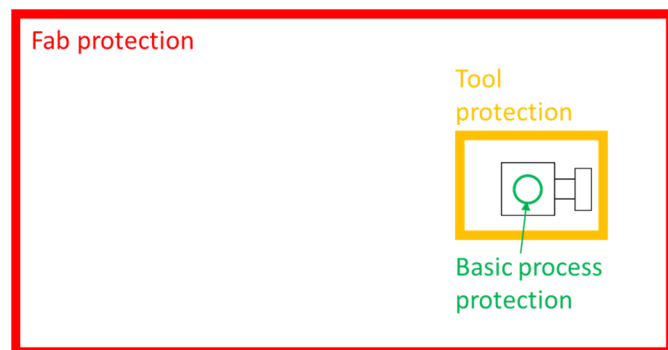 Fab protection
Tool
protection
Basic process
protection